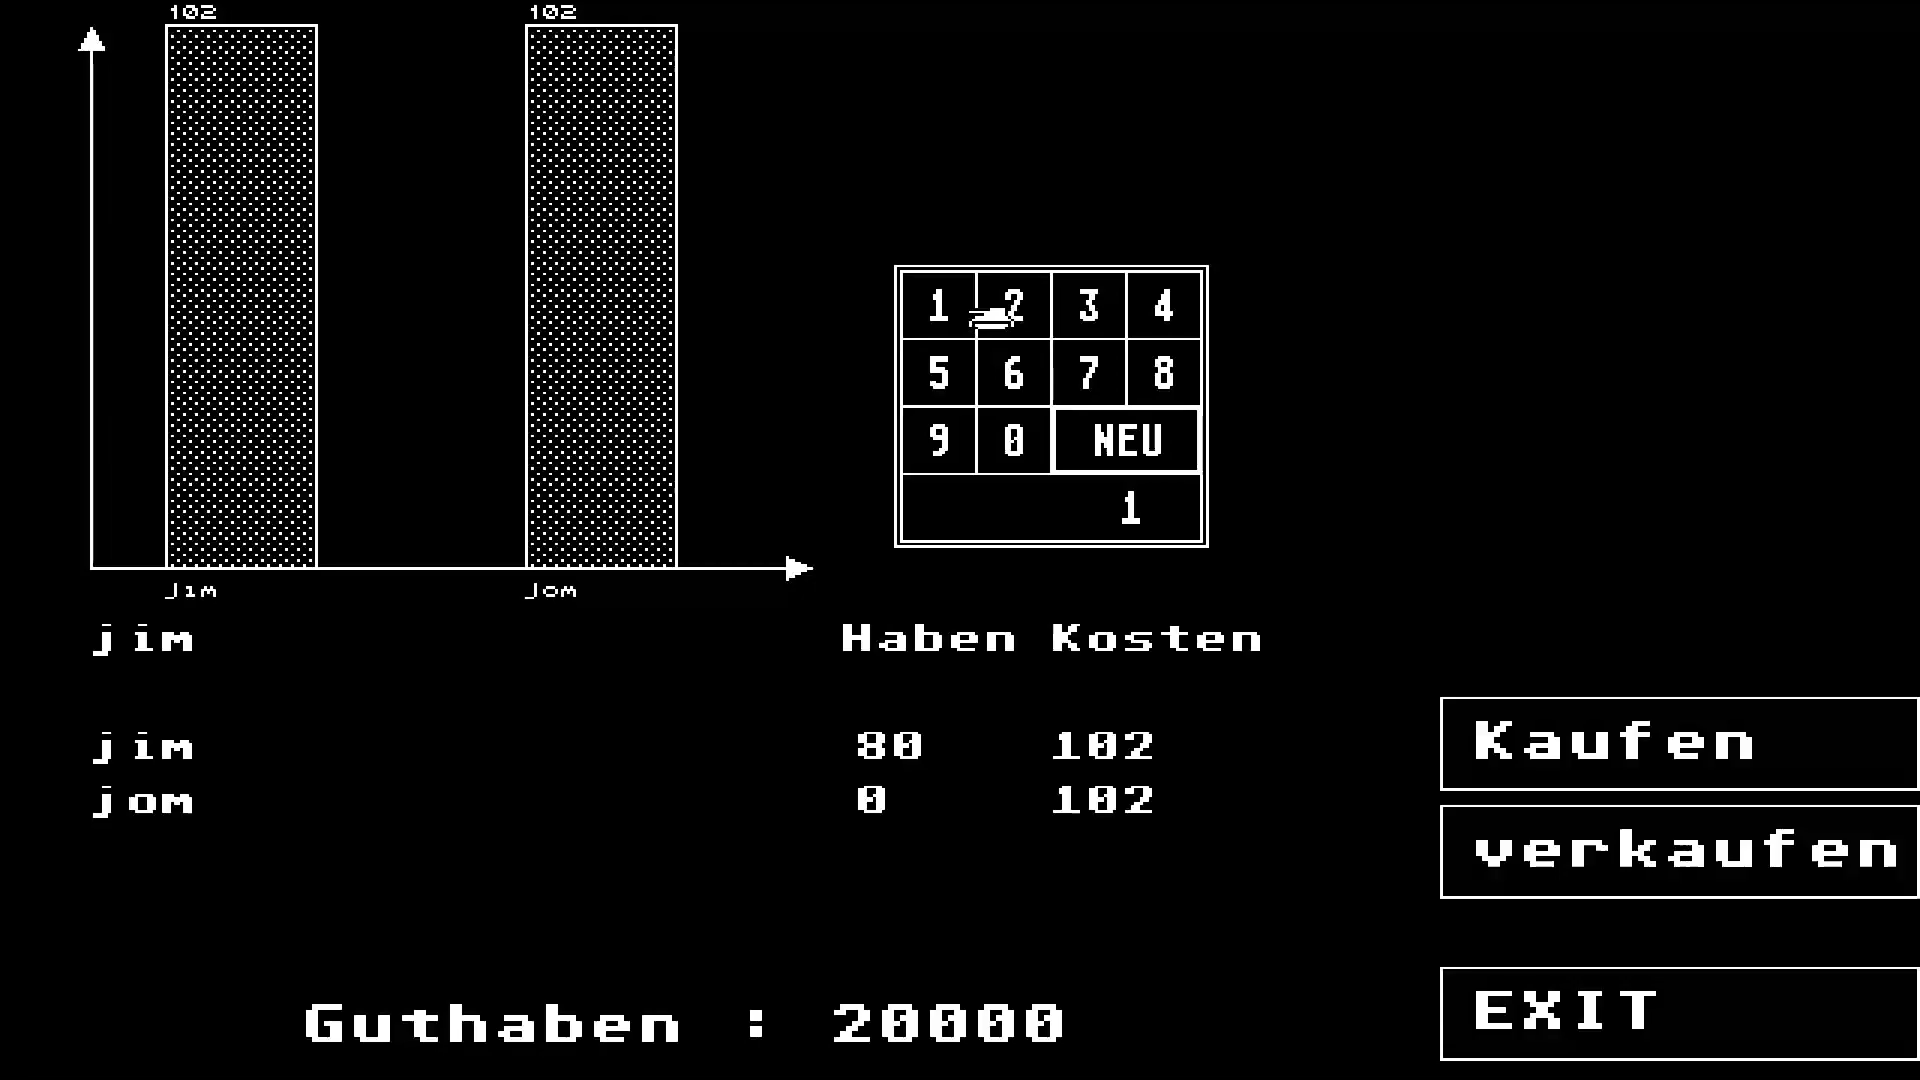 102 102
1 2 3 4
5 6 7 8
9 0 NEU
1
jim jom
jim Haben Kosten
jim 80 102
jom 0 102
Kaufen
verkaufen
EXIT
Guthaben : 20000